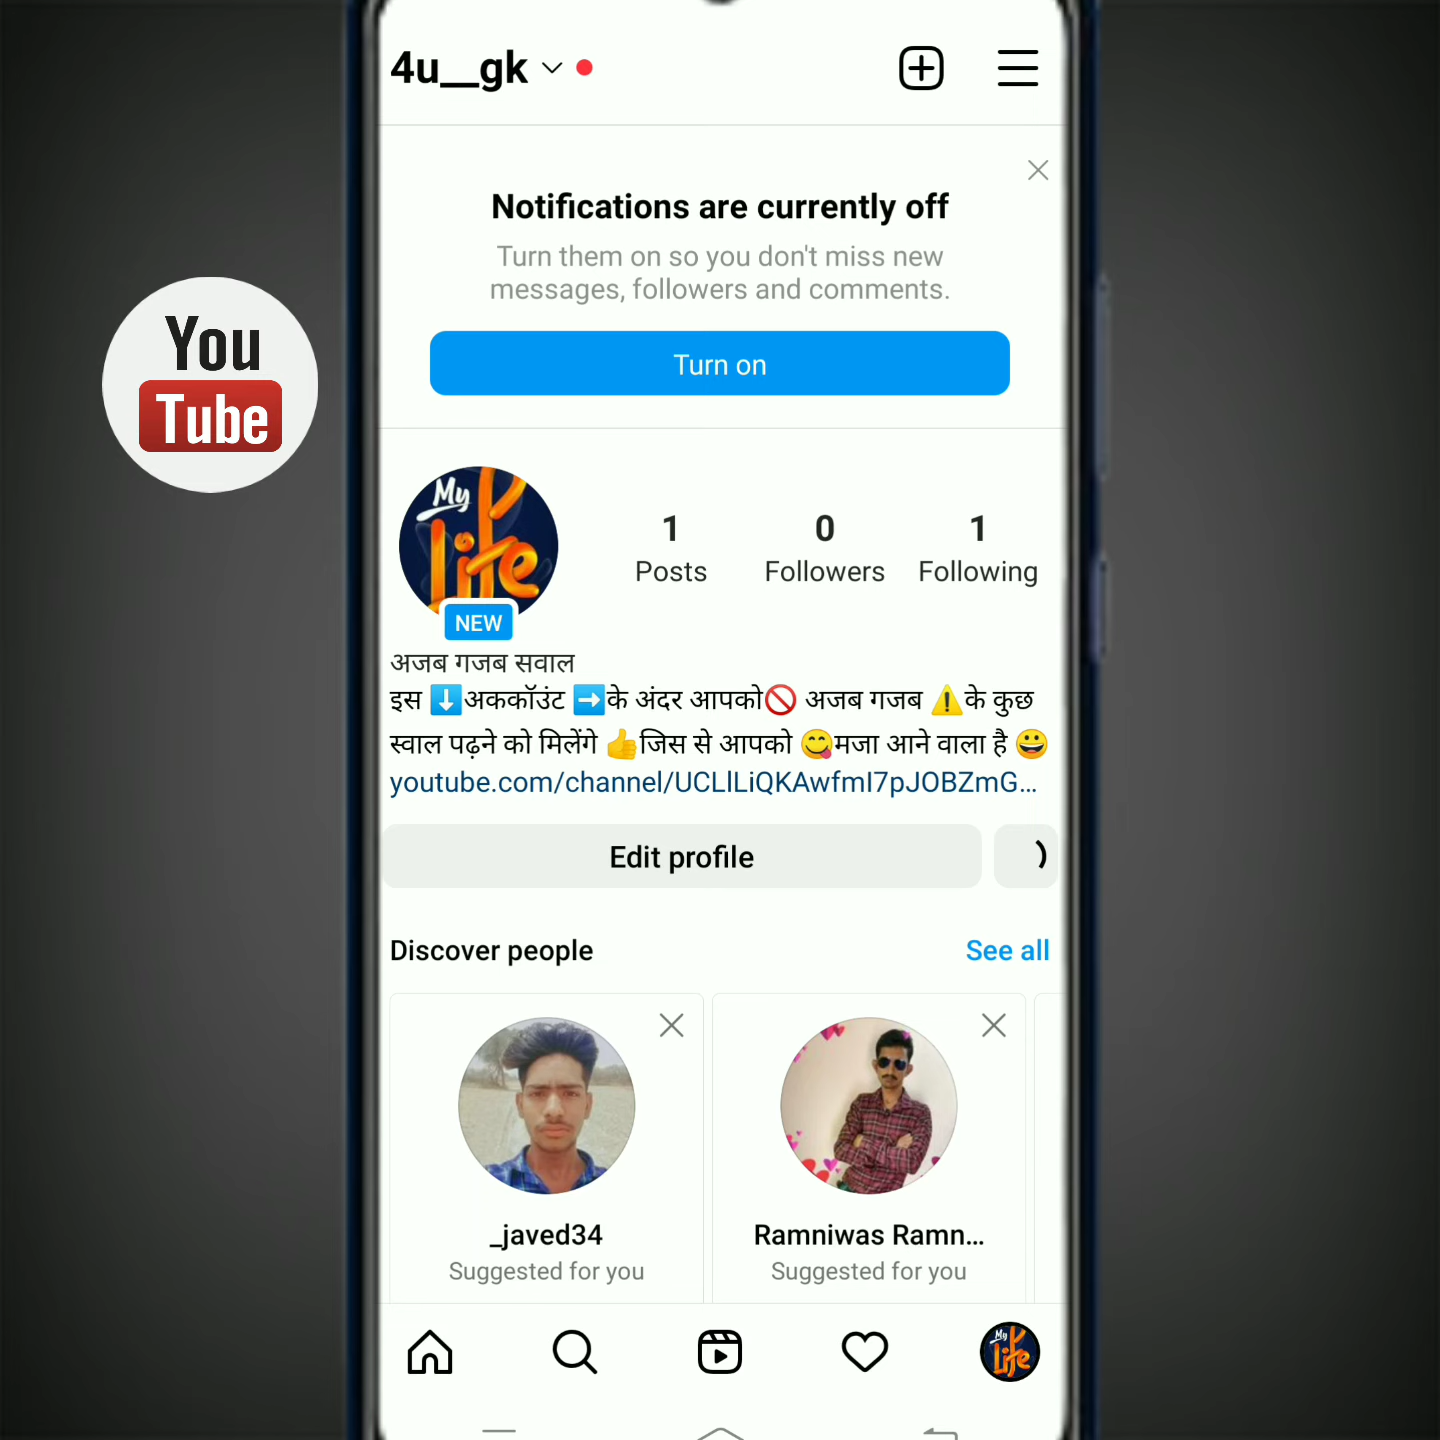 4u__gk
Notifications are currently off
Turn them on so you don't miss new
messages, followers and comments.
Turn on
You
Tube
My
Life
NEW
1
Posts
0
Followers
1
Following
अजब गजब सवाल
इस ⬇️अककॉउंट ➡️के अंदर आपको🚫 अजब गजब ⚠️के कुछ
स्वाल पढ़ने को मिलेंगे 👍जिस से आपको 😋मजा आने वाला है 😀
youtube.com/channel/UCLlLiQKAwfmI7pJOBZmG...
Edit profile
Discover people
See all
_javed34
Suggested for you
Ramniwas Ramn...
Suggested for you
My
Life